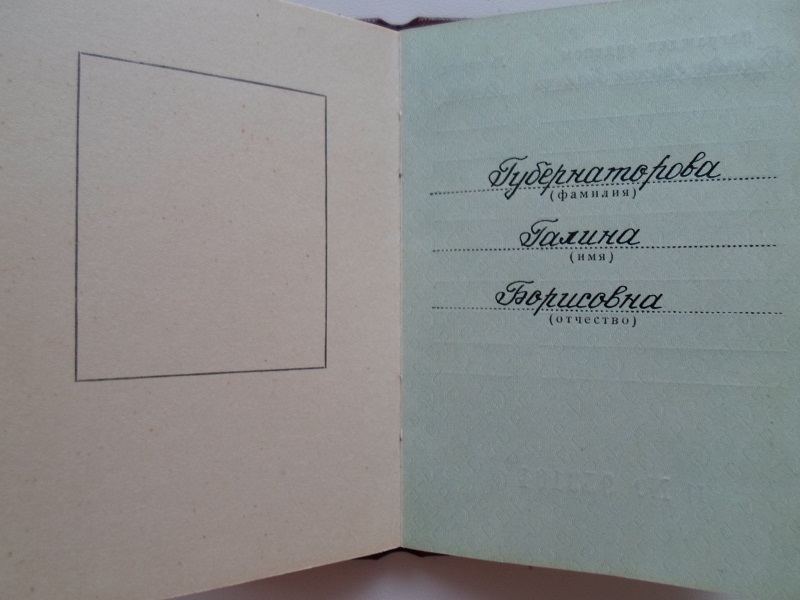 Губернаторова
(фамилия)
Галина
(имя)
Борисовна
(отчество)